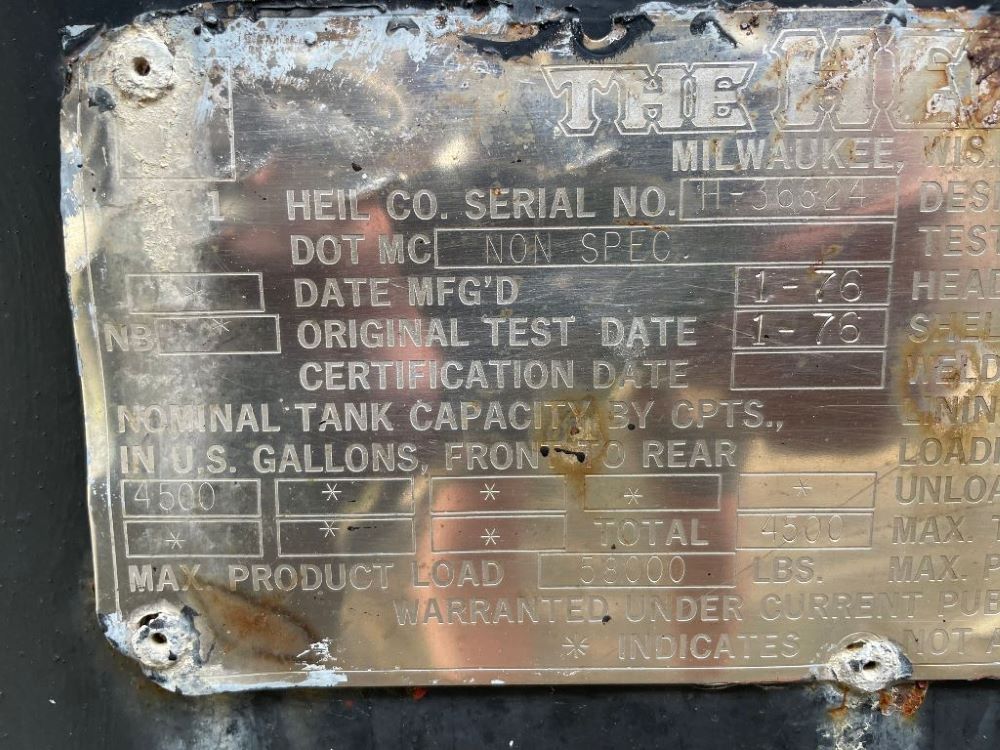 THE HE
MILWAUKEE, WIS.
1 HEIL CO. SERIAL NO. H-36824 DESI
DOT MC NON SPEC. TEST
* DATE MFG'D 1-76 HEAD
NB * ORIGINAL TEST DATE 1-76 SHEL
CERTIFICATION DATE WELD
NOMINAL TANK CAPACITY BY CPTS., LININ
IN U.S. GALLONS, FRONT TO REAR LOADI
4500 * * * * UNLOA
* * * TOTAL 4500 MAX. T
MAX. PRODUCT LOAD 58000 LBS. MAX. P
WARRANTED UNDER CURRENT PUB
* INDICATES NOT A